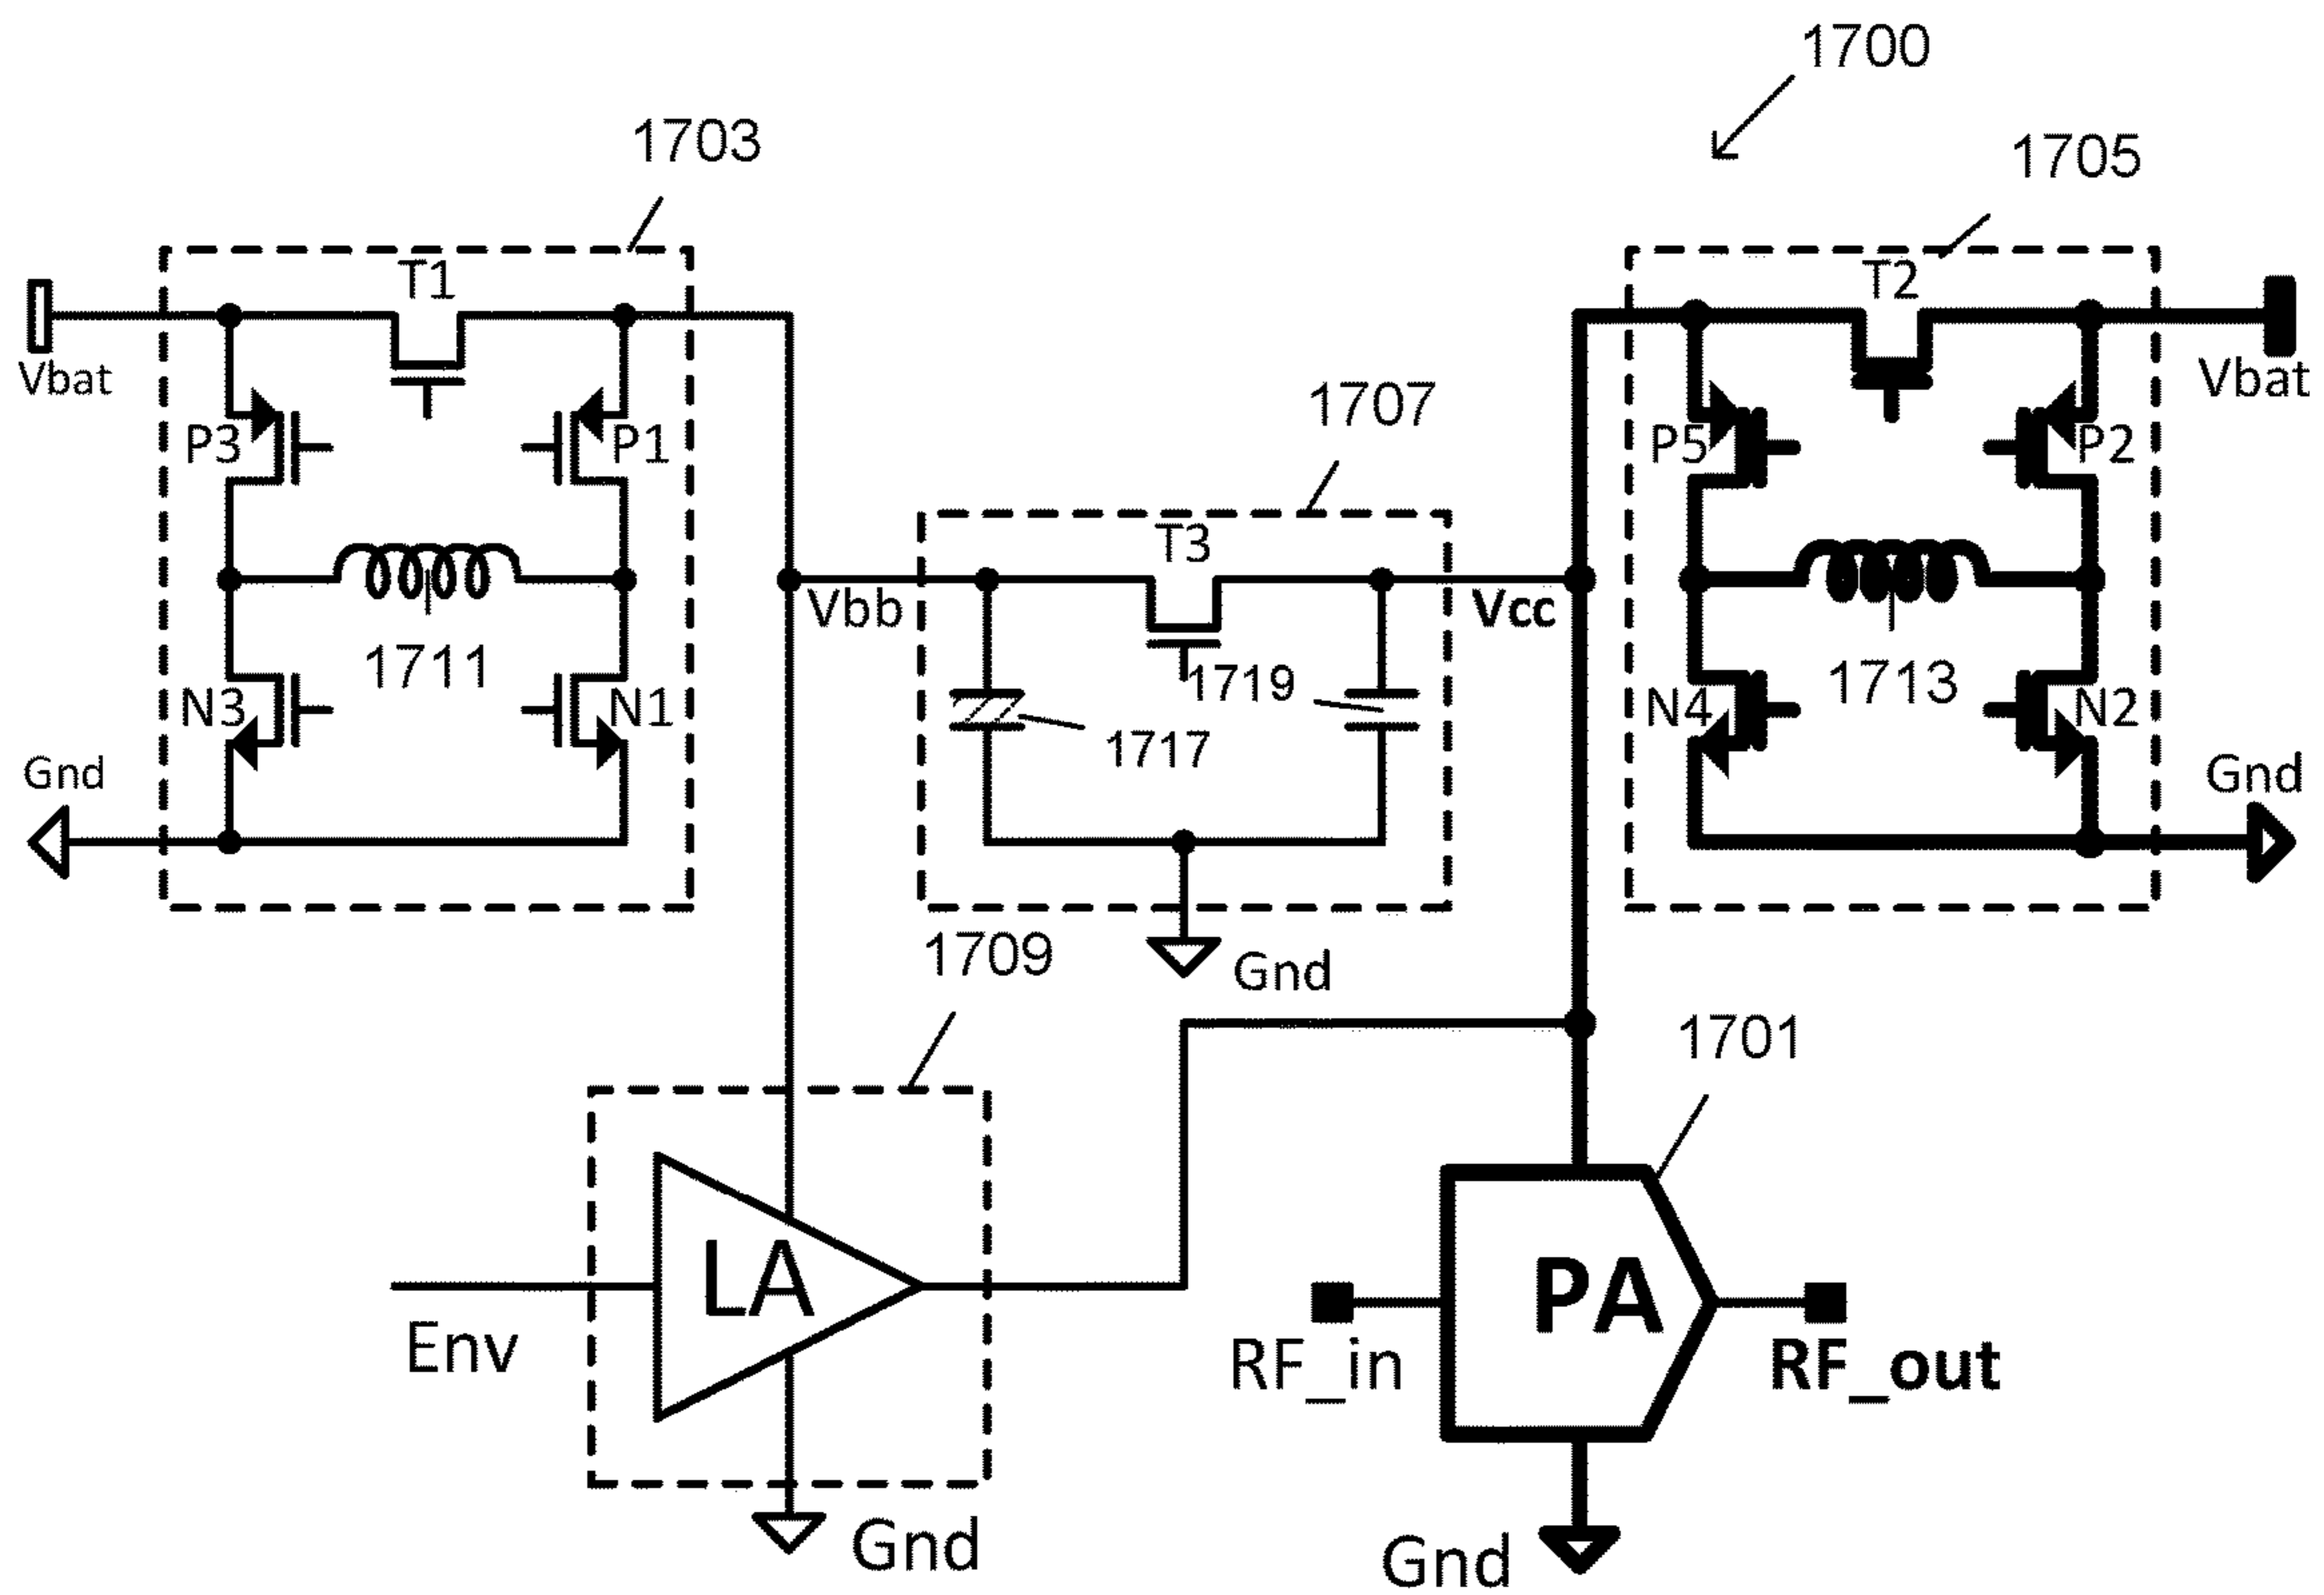 1700
1703
1705
T1
T2
Vbat
Vbat
1707
P3
P1
P5
P2
T3
Vbb
Vcc
1711
1719
1713
N3
N1
N4
N2
1717
Gnd
Gnd
1709
Gnd
1701
LA
PA
Env
RF_in
RF_out
Gnd
Gnd